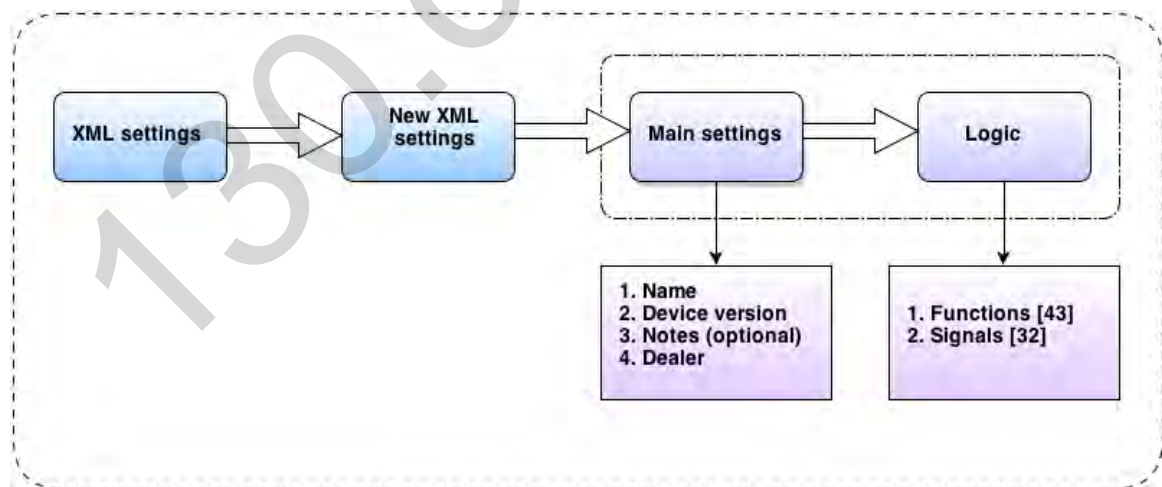 XML settings
New XML
settings
Main settings
Logic
1. Name
2. Device version
3. Notes (optional)
4. Dealer
1. Functions [43]
2. Signals [32]